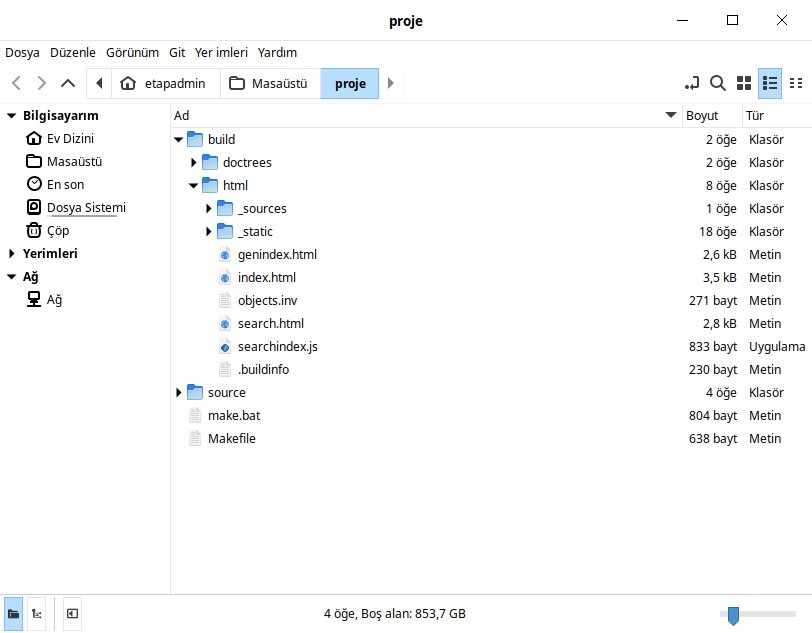 proje
Dosya Düzenle Görünüm Git Yer imleri Yardım
etapadmin Masaüstü proje
Bilgisayarım
Ev Dizini
Masaüstü
En son
Dosya Sistemi
Çöp
Yerimleri
Ağ
Ağ
Ad Boyut Tür
build 2 öğe Klasör
doctrees 2 öğe Klasör
html 8 öğe Klasör
_sources 1 öğe Klasör
_static 18 öğe Klasör
genindex.html 2,6 kB Metin
index.html 3,5 kB Metin
objects.inv 271 bayt Metin
search.html 2,8 kB Metin
searchindex.js 833 bayt Uygulama
.buildinfo 230 bayt Metin
source 4 öğe Klasör
make.bat 804 bayt Metin
Makefile 638 bayt Metin
4 öğe, Boş alan: 853,7 GB